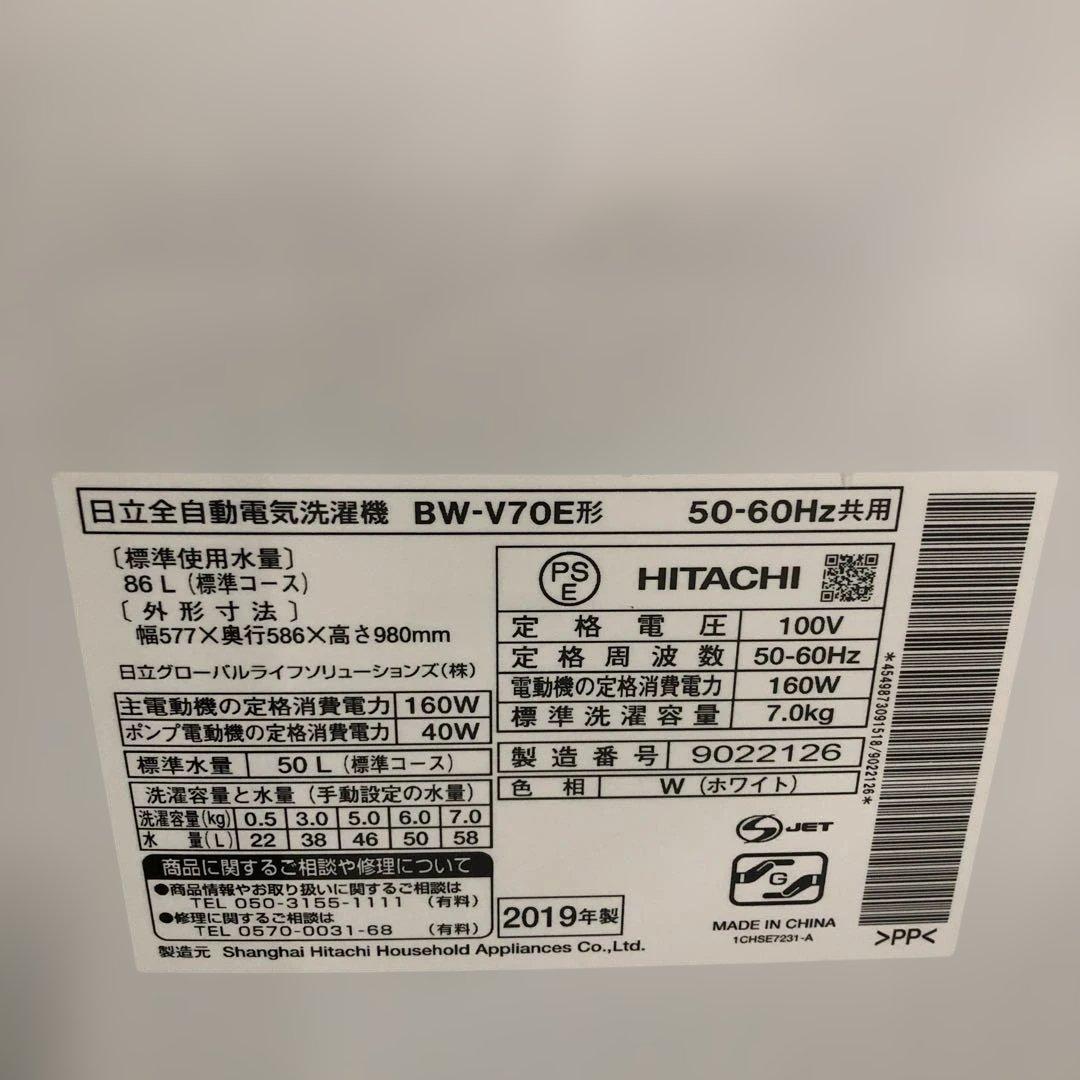 日立全自動電気洗濯機 BW-V70E形 50-60Hz共用
〔標準使用水量〕
86 L（標準コース）
〔外形寸法〕
幅577×奥行586×高さ980mm
日立グローバルライフソリューションズ(株)
主電動機の定格消費電力 160W
ポンプ電動機の定格消費電力 40W
標準水量 50 L（標準コース）
洗濯容量と水量（手動設定の水量）
洗濯容量(kg) 0.5 3.0 5.0 6.0 7.0
水量(L) 22 38 46 50 58
商品に関するご相談や修理について
●商品情報やお取り扱いに関するご相談は
TEL 050-3155-1111 （有料）
●修理に関するご相談は
TEL 0570-0031-68 （有料）
製造元 Shanghai Hitachi Household Appliances Co.,Ltd.
PS
E
HITACHI
定格電圧 100V
定格周波数 50-60Hz
電動機の定格消費電力 160W
標準洗濯容量 7.0kg
製造番号 9022126
色相 W（ホワイト）
S JET
G
2019年製
MADE IN CHINA
1CHSE7231-A
*4549873091518/9022126*
>PP<